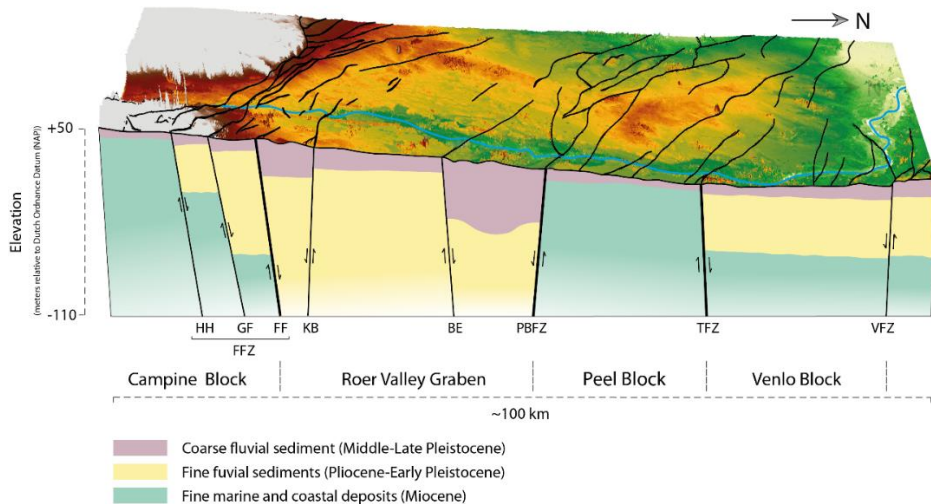 N
+50
Elevation
(meters relative to Dutch Ordnance Datum (NAP))
-110
HH GF FF KB BE PBFZ TFZ VFZ
FFZ
Campine Block Roer Valley Graben Peel Block Venlo Block
~100 km
Coarse fluvial sediment (Middle-Late Pleistocene)
Fine fuvial sediments (Pliocene-Early Pleistocene)
Fine marine and coastal deposits (Miocene)